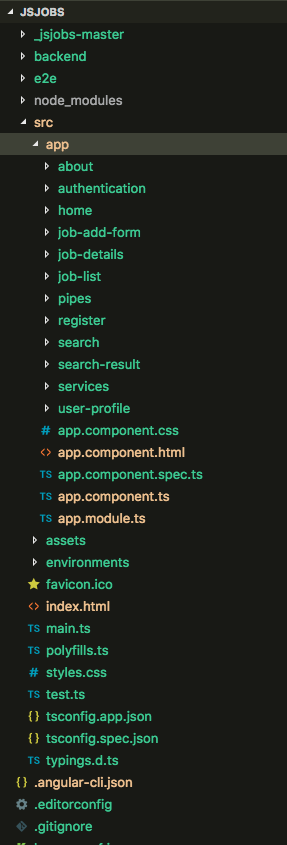 JSJOBS
_jsjobs-master
backend
e2e
node_modules
src
app
about
authentication
home
job-add-form
job-details
job-list
pipes
register
search
search-result
services
user-profile
# app.component.css
<> app.component.html
TS app.component.spec.ts
TS app.component.ts
TS app.module.ts
assets
environments
favicon.ico
<> index.html
TS main.ts
TS polyfills.ts
# styles.css
TS test.ts
{} tsconfig.app.json
{} tsconfig.spec.json
TS typings.d.ts
{} .angular-cli.json
.editorconfig
.gitignore